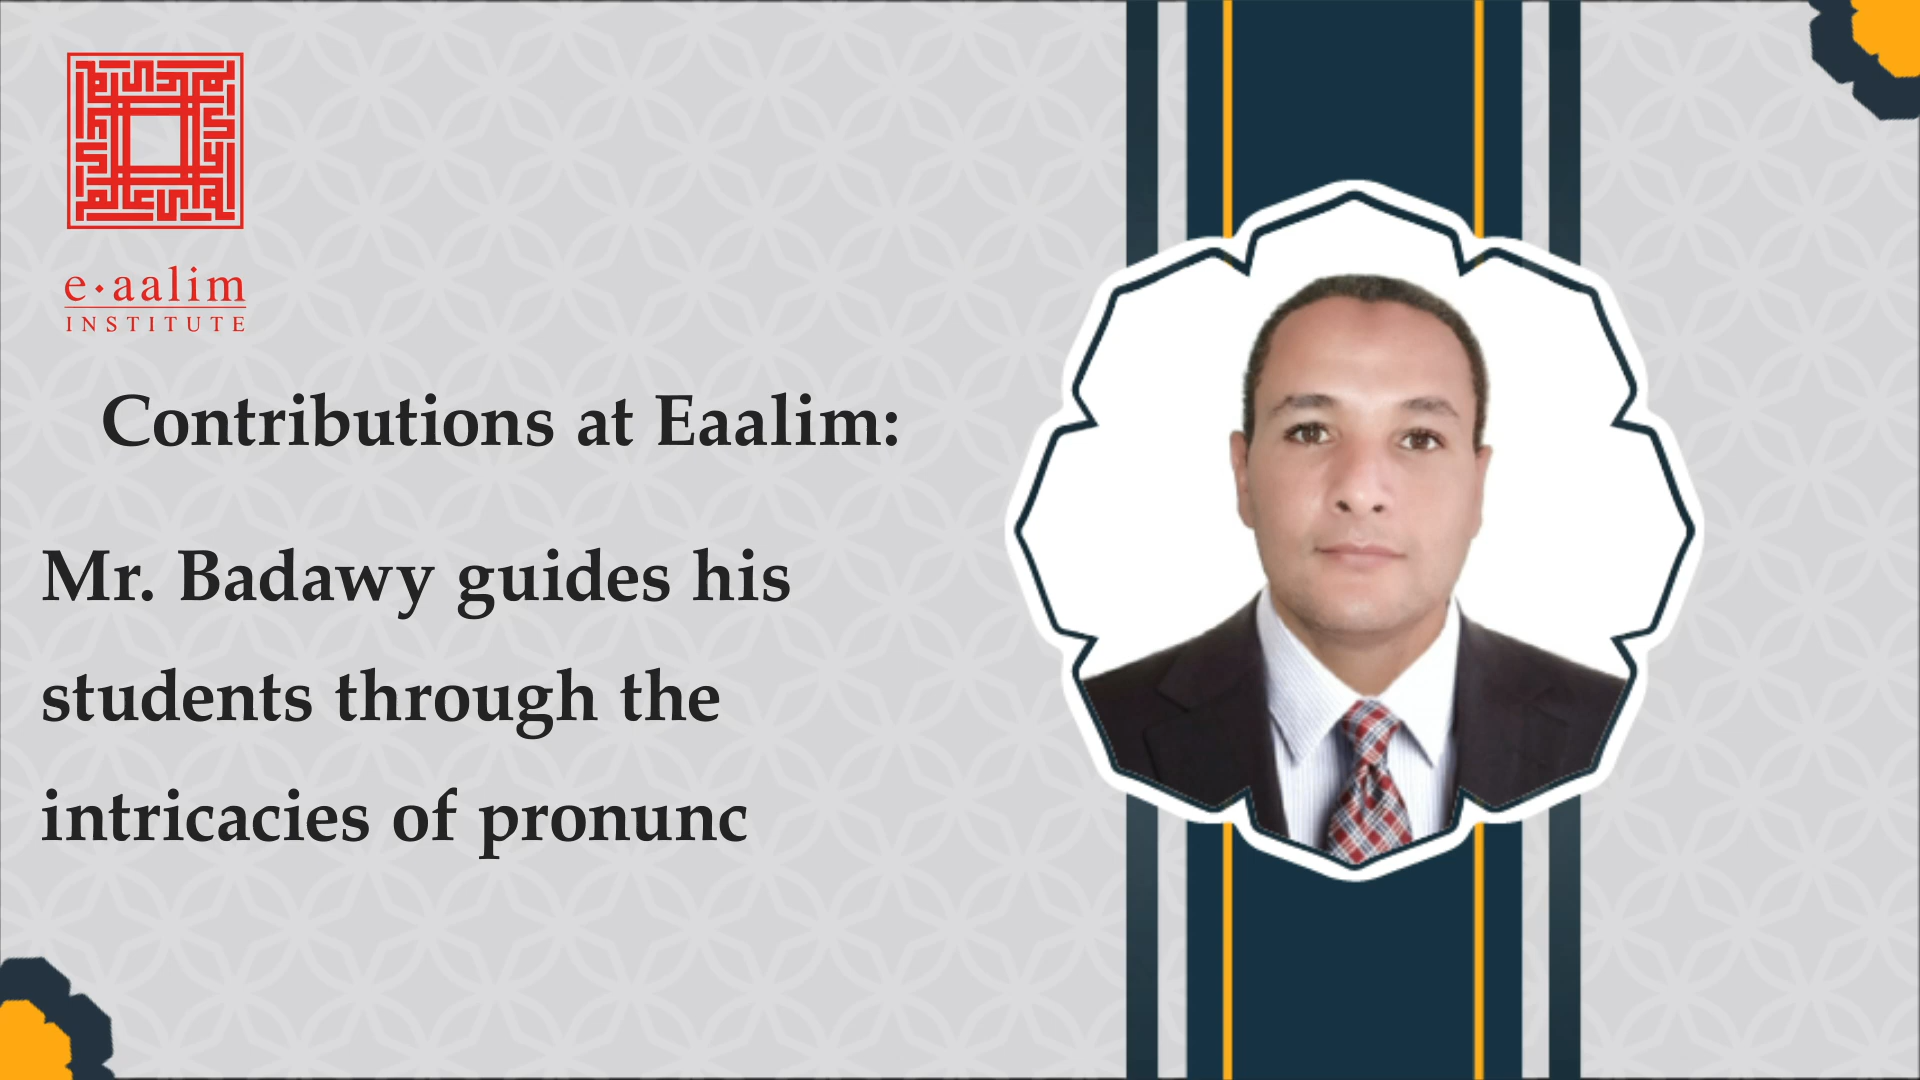 e·aalim
INSTITUTE
Contributions at Eaalim:
Mr. Badawy guides his
students through the
intricacies of pronunc